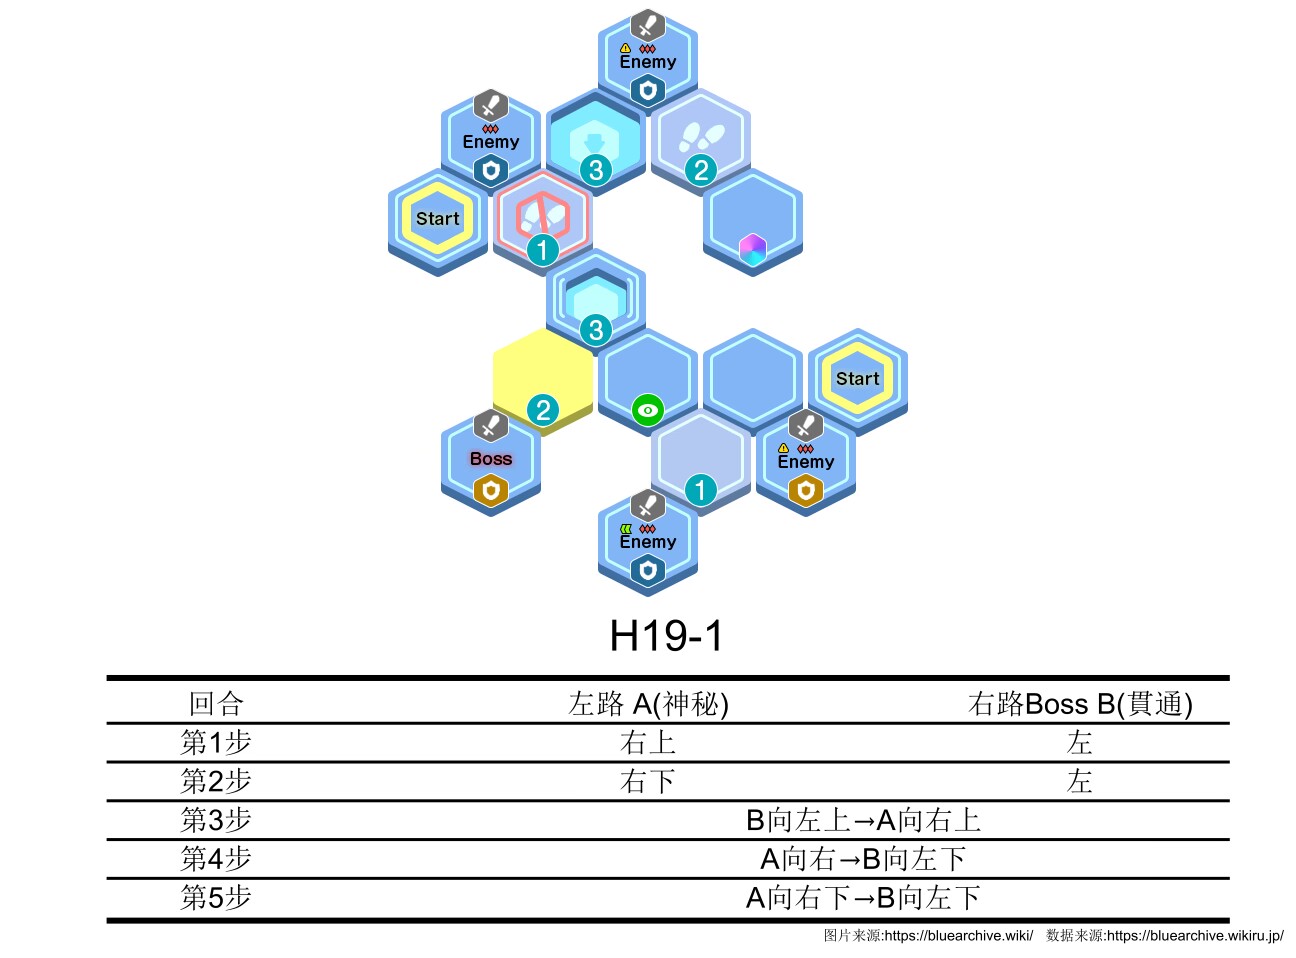 Enemy
Enemy
3
2
Start
1
3
Start
2
Boss
1
Enemy
Enemy
H19-1
回合 左路 A(神秘) 右路Boss B(貫通)
第1步 右上 左
第2步 右下 左
第3步 B向左上→A向右上
第4步 A向右→B向左下
第5步 A向右下→B向左下
图片来源:https://bluearchive.wiki/ 数据来源:https://bluearchive.wikiru.jp/